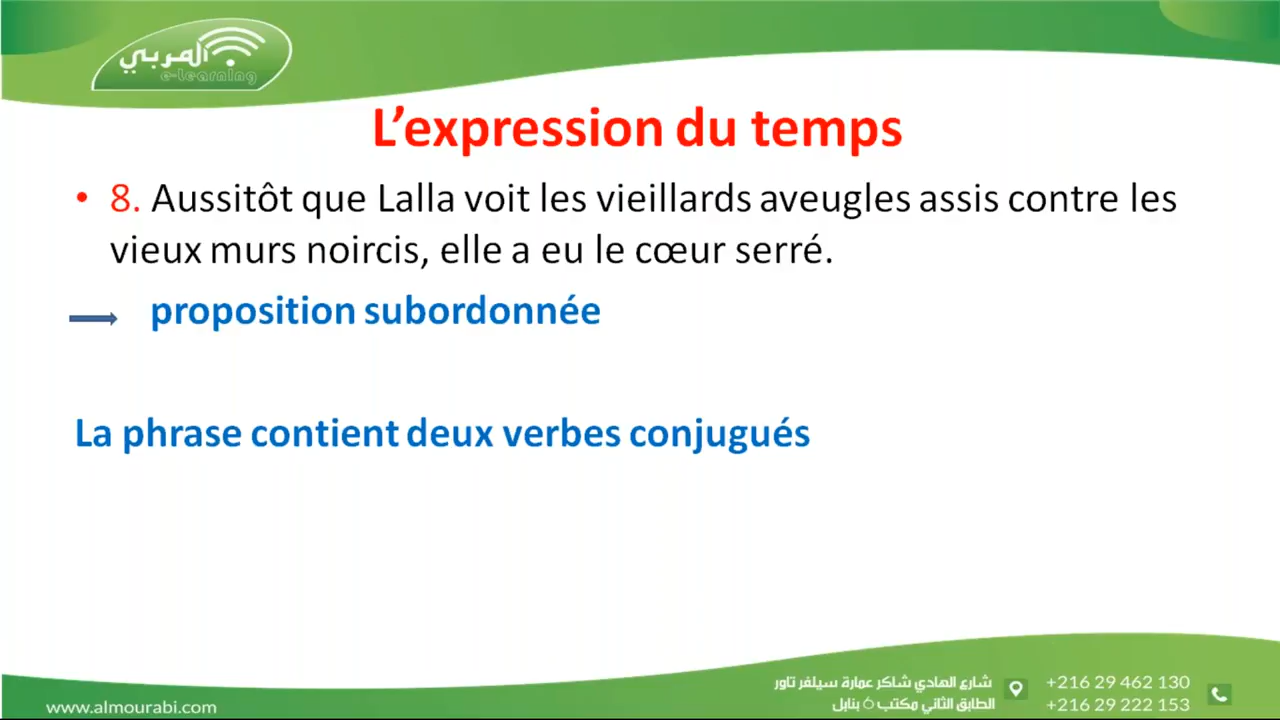 المربي
e-learning
L'expression du temps
• 8. Aussitôt que Lalla voit les vieillards aveugles assis contre les
vieux murs noircis, elle a eu le cœur serré.
proposition subordonnée
La phrase contient deux verbes conjugués
www.almourabi.com
شارع الهادي شاكر عمارة سيلفر تاور
الطابق الثاني مكتب 5 بنابل
+216 29 462 130
+216 29 222 153